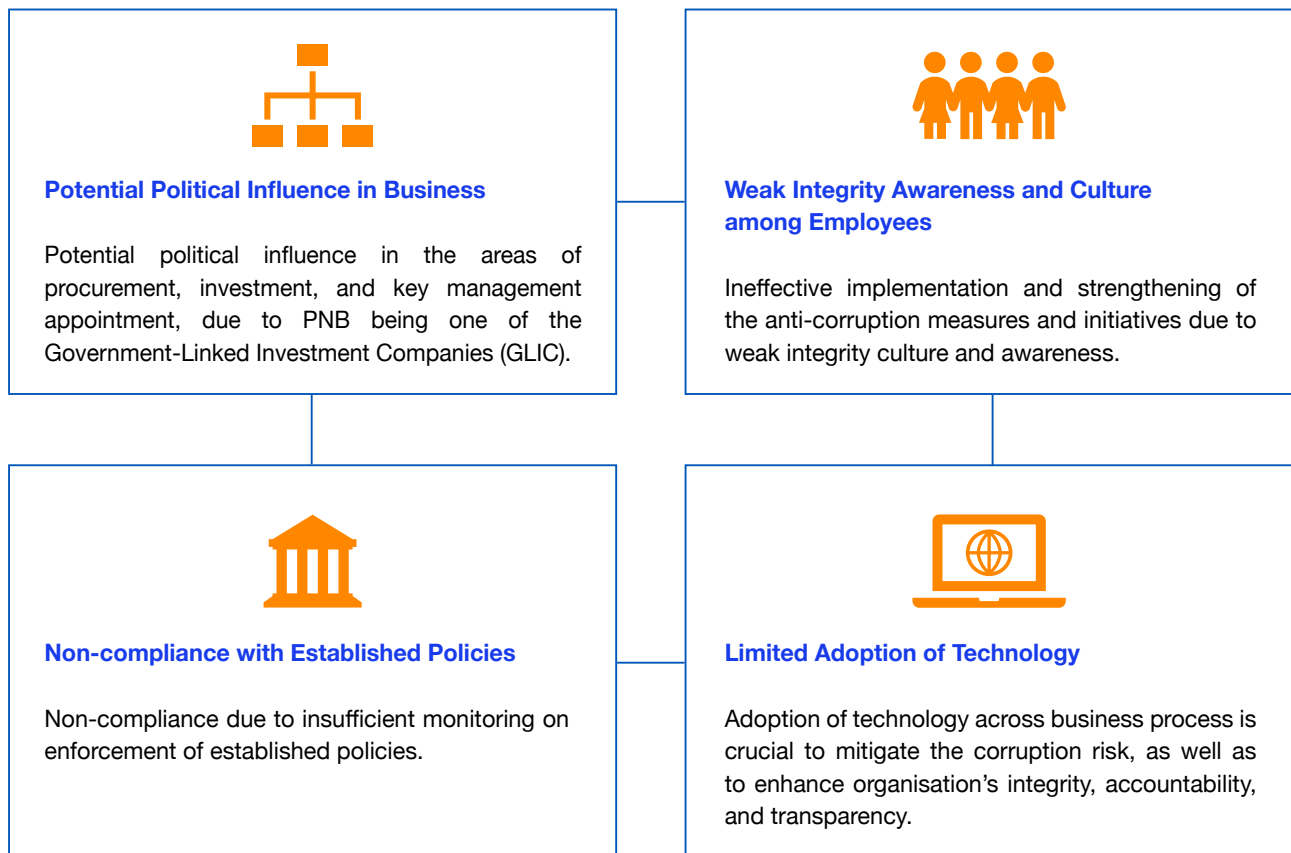 Potential Political Influence in Business
Potential political influence in the areas of
procurement, investment, and key management
appointment, due to PNB being one of the
Government-Linked Investment Companies (GLIC).
Weak Integrity Awareness and Culture
among Employees
Ineffective implementation and strengthening of
the anti-corruption measures and initiatives due to
weak integrity culture and awareness.
Non-compliance with Established Policies
Non-compliance due to insufficient monitoring on
enforcement of established policies.
Limited Adoption of Technology
Adoption of technology across business process is
crucial to mitigate the corruption risk, as well as
to enhance organisation’s integrity, accountability,
and transparency.